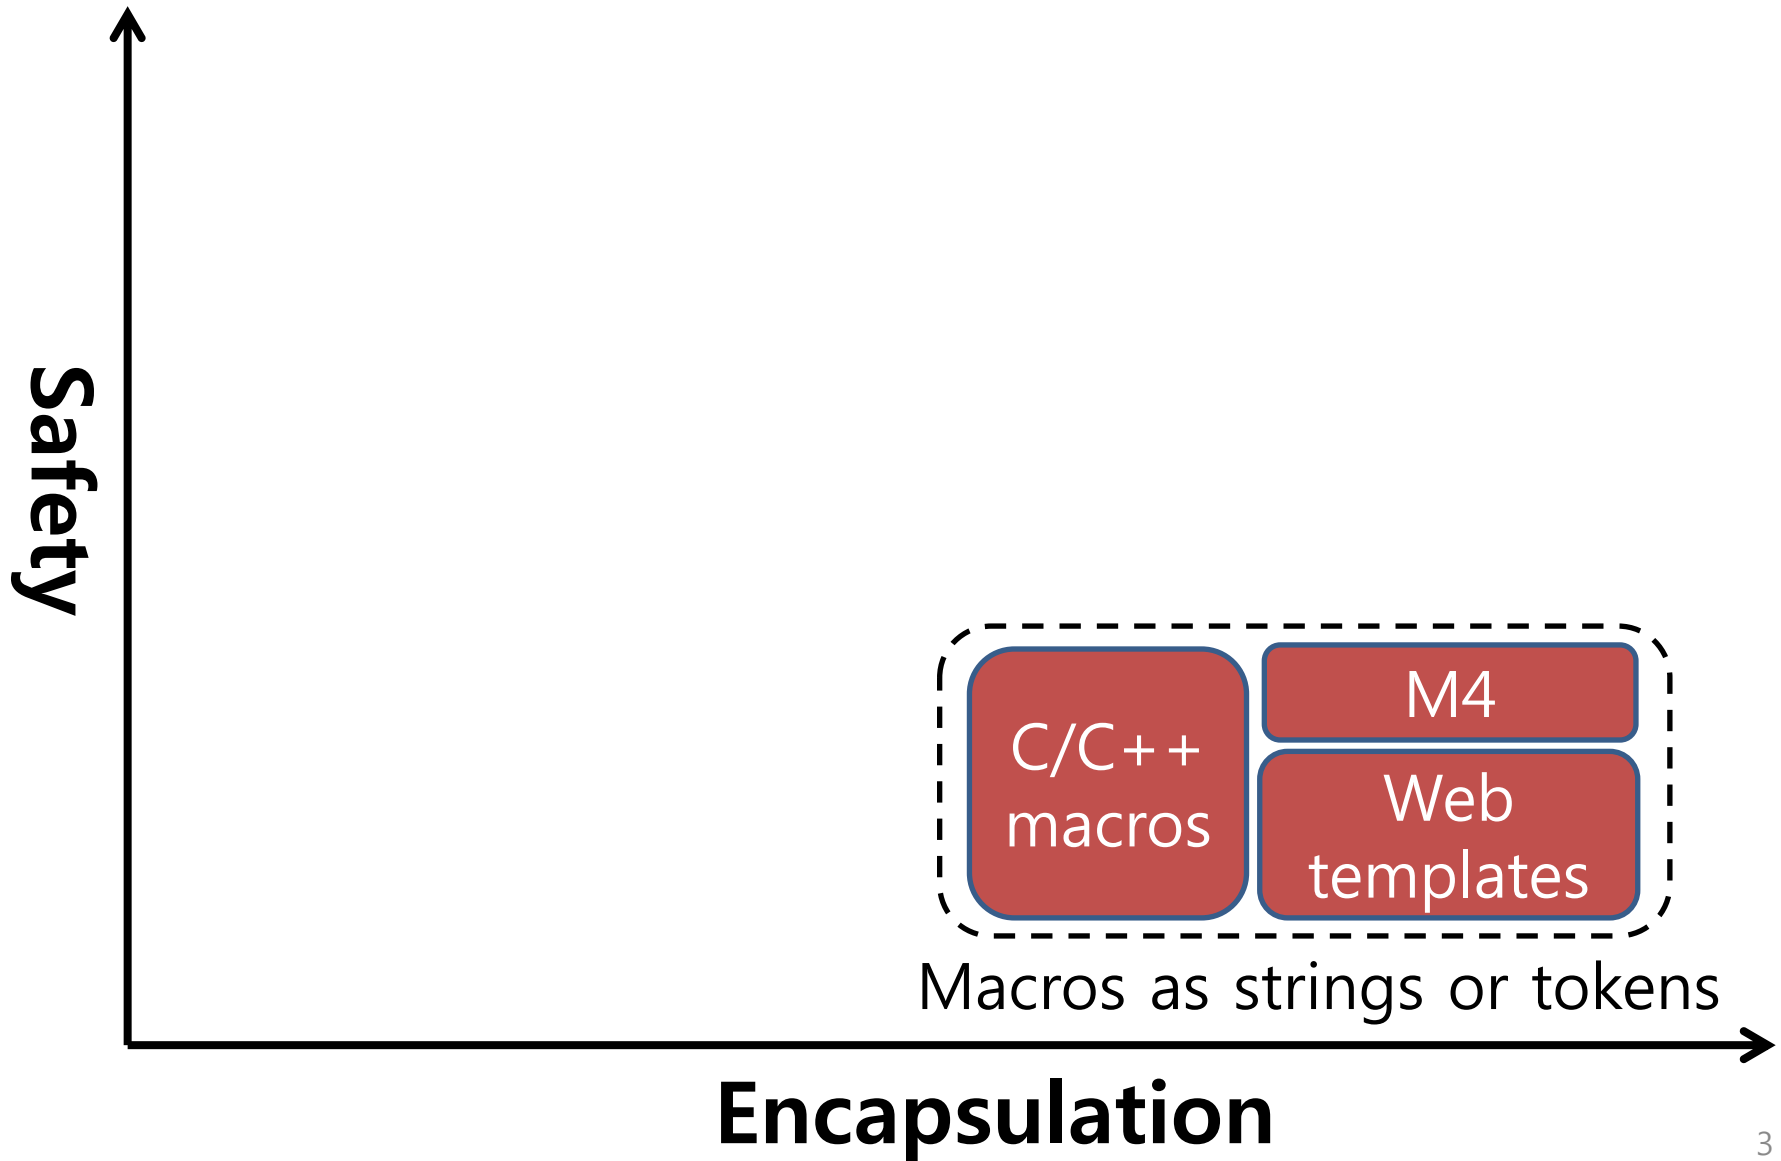 Safety
C/C++
macros
M4
Web
templates
Macros as strings or tokens
Encapsulation
3